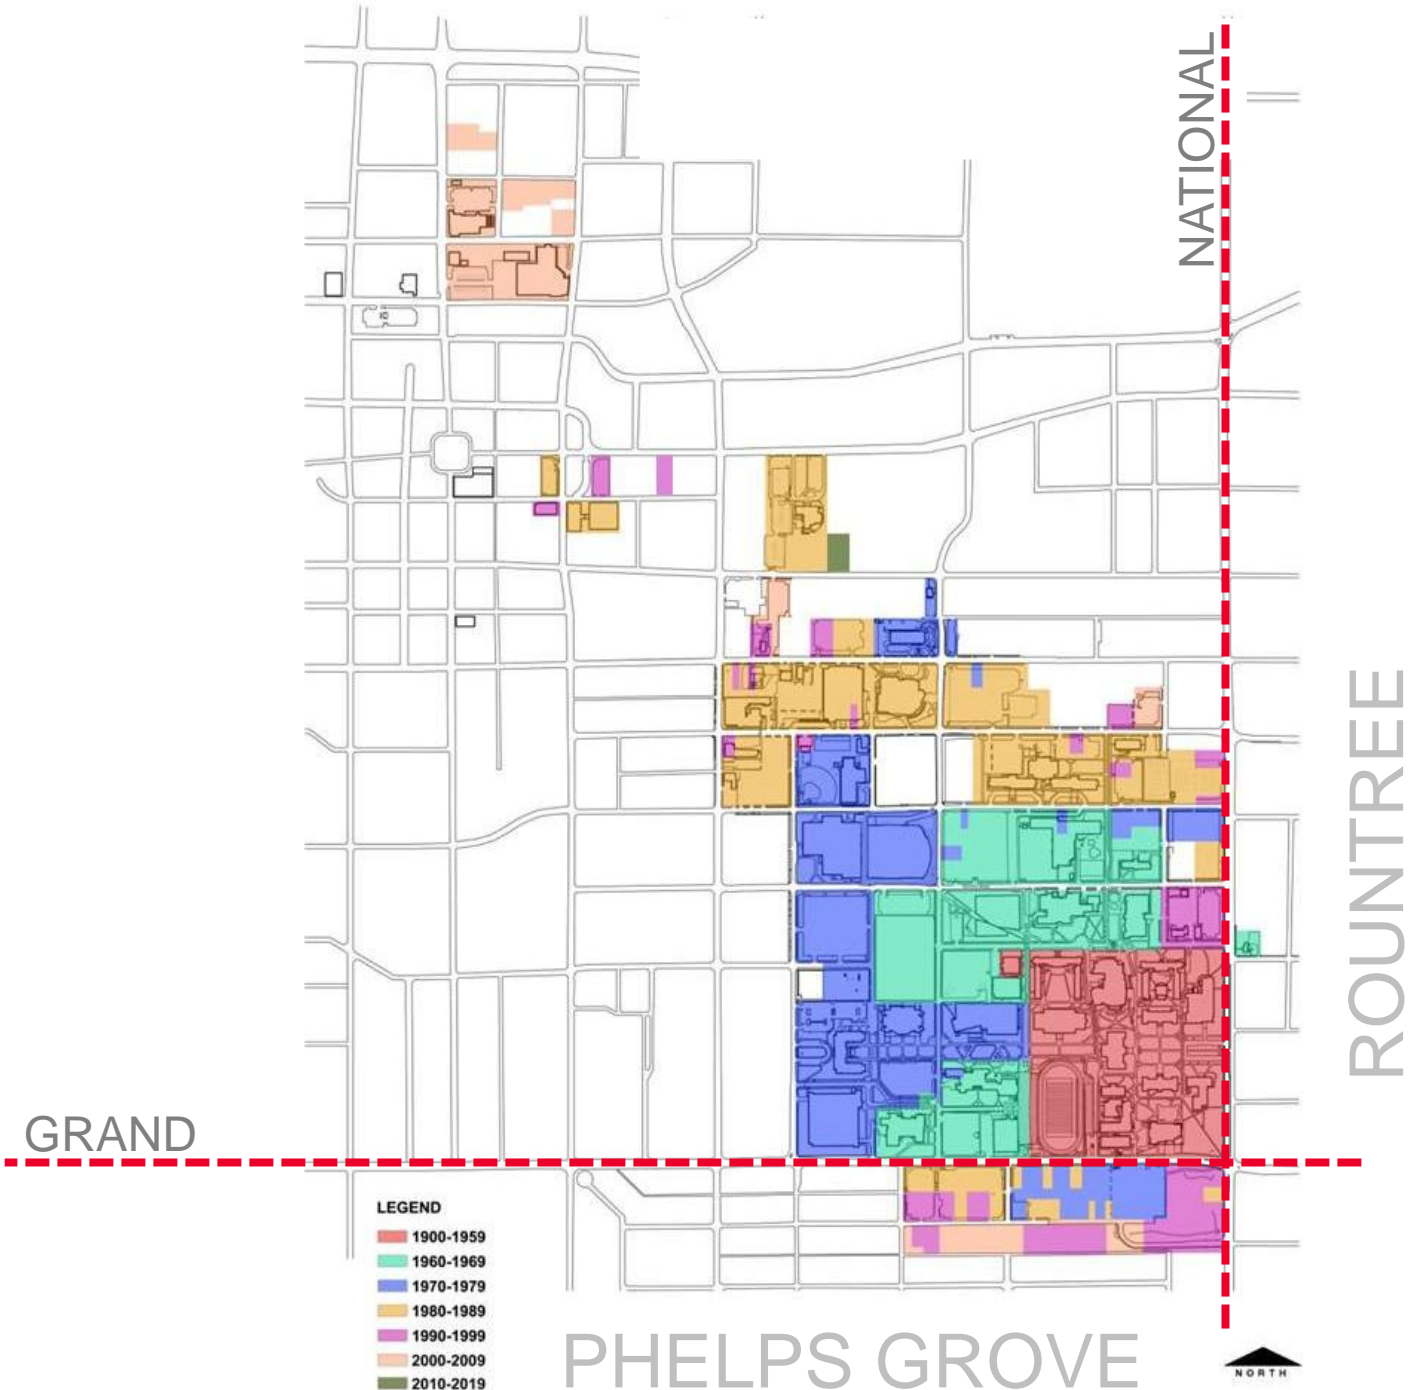 NATIONAL
ROUNTREE
GRAND
LEGEND
1900-1959
1960-1969
1970-1979
1980-1989
1990-1999
2000-2009
2010-2019
PHELPS GROVE
NORTH